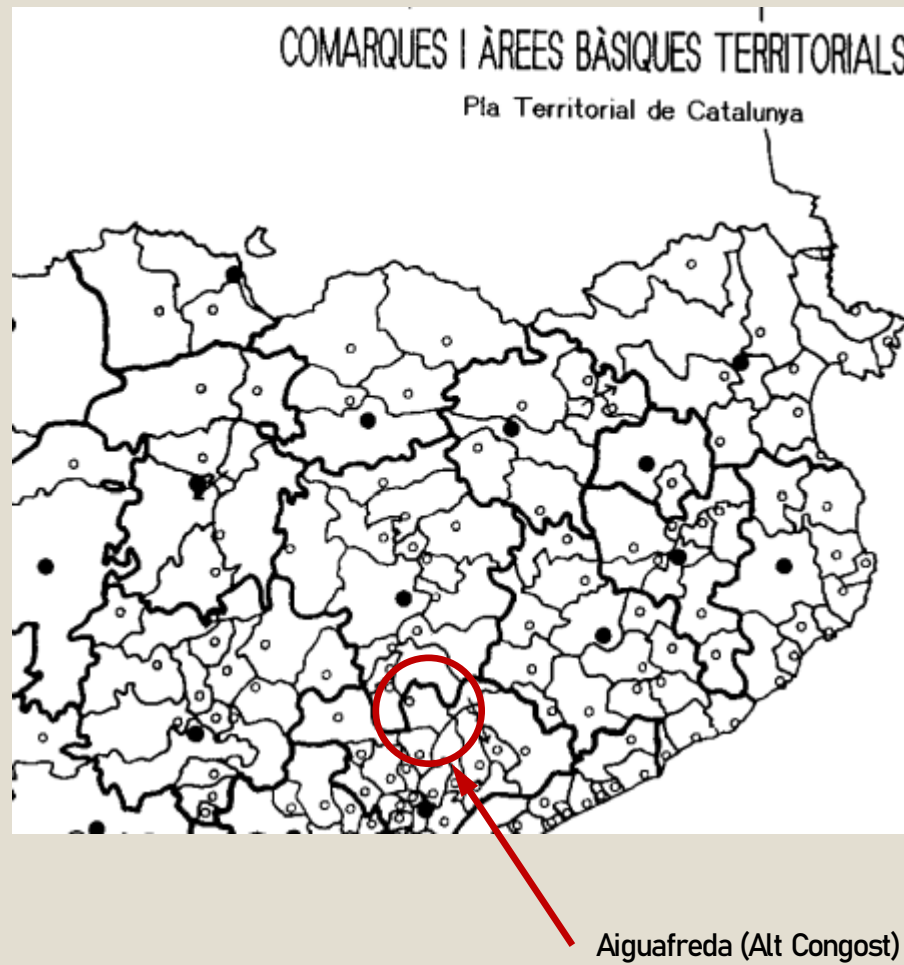 COMARQUES I ÀREES BÀSIQUES TERRITORIALS
Pla Territorial de Catalunya
Aiguafreda (Alt Congost)